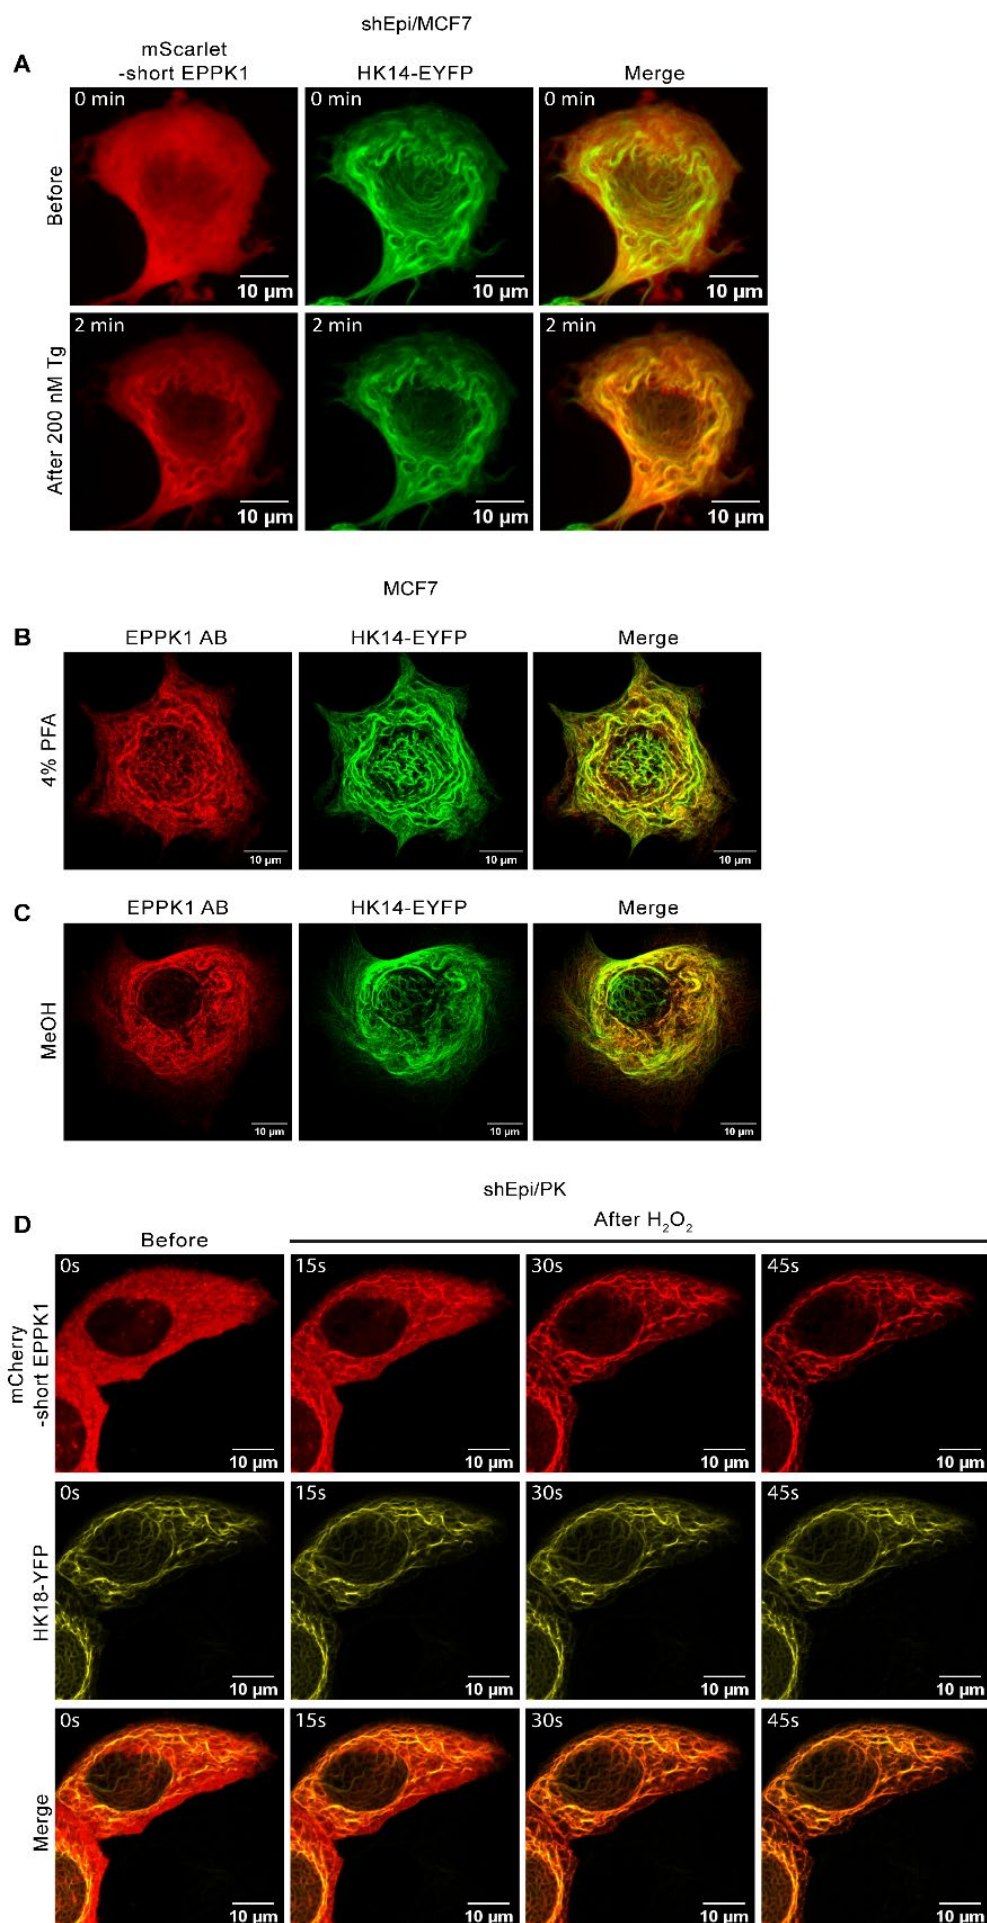 shEpi/MCF7
A
mScarlet
-short EPPK1
HK14-EYFP
Merge
Before
0 min
10 µm
0 min
10 µm
0 min
10 µm
After 200 nM Tg
2 min
10 µm
2 min
10 µm
2 min
10 µm
MCF7
B
EPPK1 AB
HK14-EYFP
Merge
4% PFA
10 µm
10 µm
10 µm
C
EPPK1 AB
HK14-EYFP
Merge
MeOH
10 µm
10 µm
10 µm
shEpi/PK
D
Before
After H₂O₂
mCherry
-short EPPK1
0s
10 µm
15s
10 µm
30s
10 µm
45s
10 µm
HK18-YFP
0s
10 µm
15s
10 µm
30s
10 µm
45s
10 µm
Merge
0s
10 µm
15s
10 µm
30s
10 µm
45s
10 µm